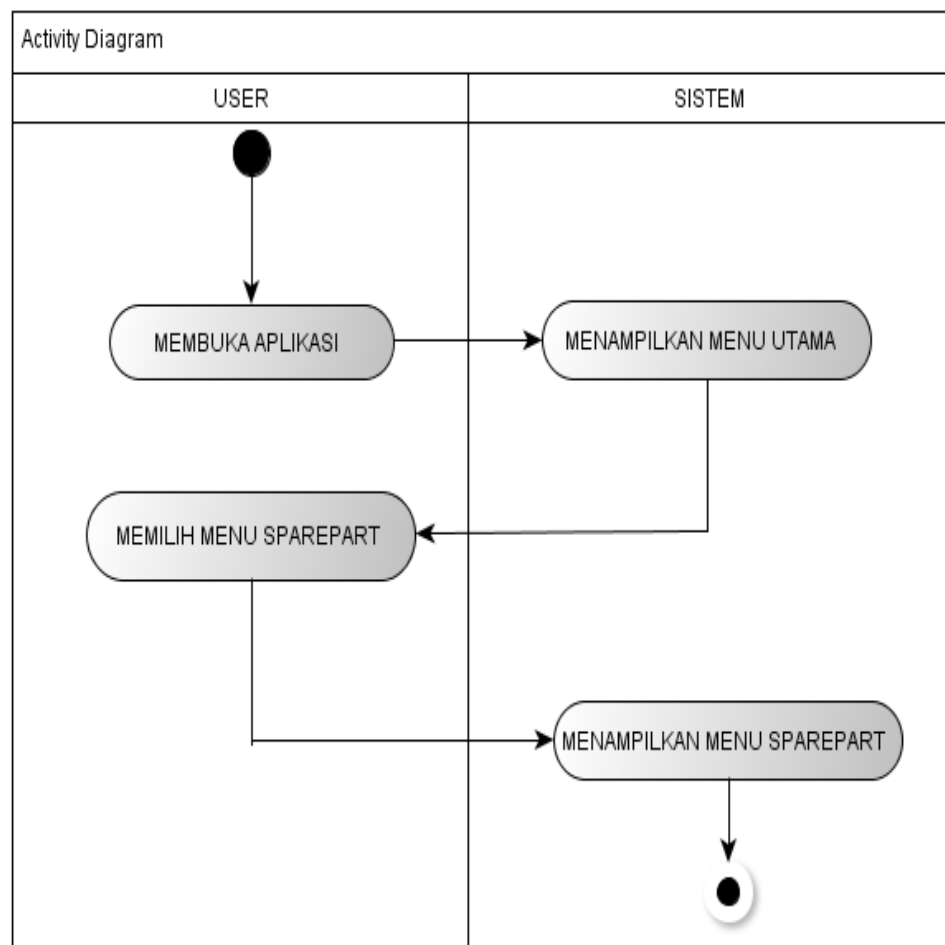 Activity Diagram
USER
SISTEM
MEMBUKA APLIKASI
MENAMPILKAN MENU UTAMA
MEMILIH MENU SPAREPART
MENAMPILKAN MENU SPAREPART